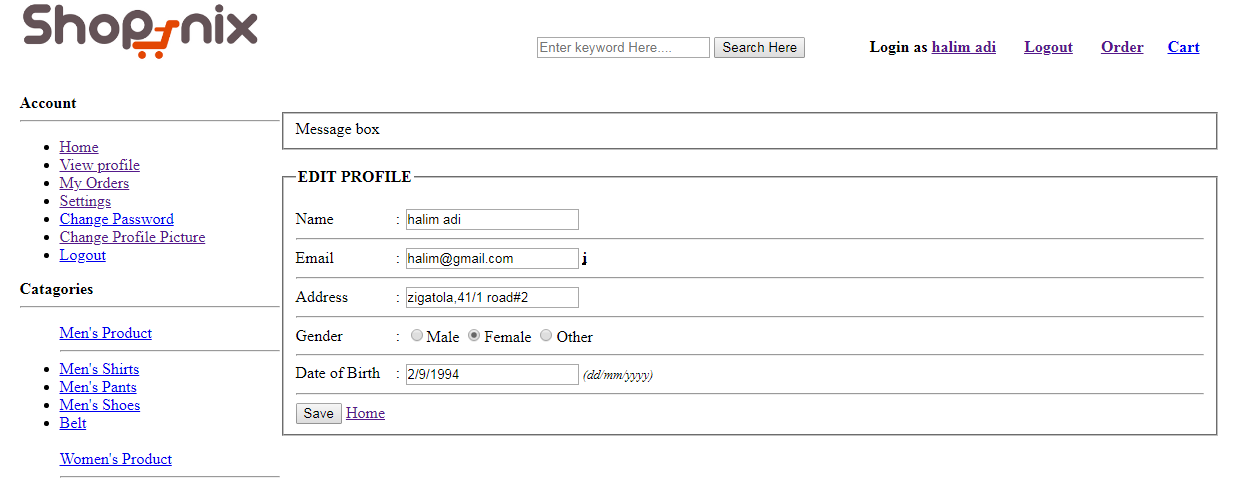 Shopnix
Enter keyword Here.... Search Here Login as halim adi Logout Order Cart
Account
Home
View profile
My Orders
Settings
Change Password
Change Profile Picture
Logout
Catagories
Men's Product
Men's Shirts
Men's Pants
Men's Shoes
Belt
Women's Product
Message box
EDIT PROFILE
Name : halim adi
Email : halim@gmail.com i
Address : zigatola,41/1 road#2
Gender : Male Female Other
Date of Birth : 2/9/1994 (dd/mm/yyyy)
Save Home